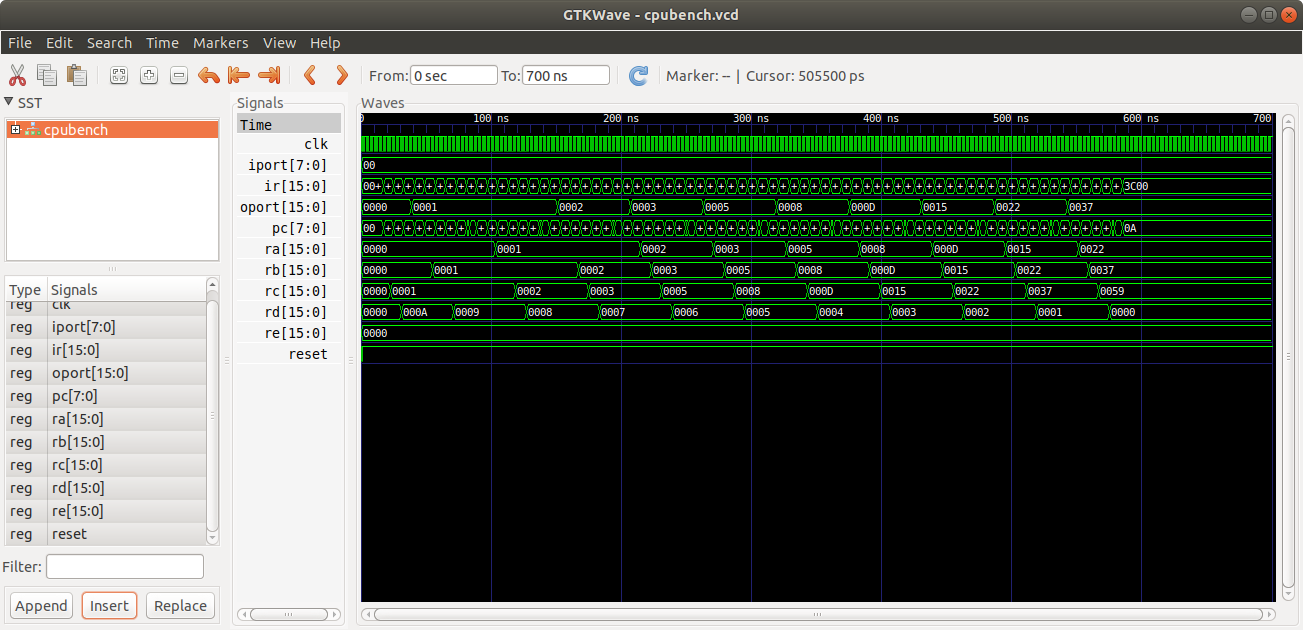 GTKWave - cpubench.vcd
File Edit Search Time Markers View Help
From: 0 sec To: 700 ns Marker: -- | Cursor: 505500 ps
SST
cpubench
Type Signals
reg clk
reg iport[7:0]
reg ir[15:0]
reg oport[15:0]
reg pc[7:0]
reg ra[15:0]
reg rb[15:0]
reg rc[15:0]
reg rd[15:0]
reg re[15:0]
reg reset
Filter:
Append Insert Replace
Signals
Time
clk
iport[7:0]
ir[15:0]
oport[15:0]
pc[7:0]
ra[15:0]
rb[15:0]
rc[15:0]
rd[15:0]
re[15:0]
reset
Waves
0 100 ns 200 ns 300 ns 400 ns 500 ns 600 ns 700
00
00+++++++++++++++++++++++++++++++++++++++++++++++++++++++++++++++++++++++3C00
0000 0001 0002 0003 0005 0008 000D 0015 0022 0037
00 ++++++++++++++++++++++++++++++++++++++++++++++++++++++++++++++ 0A
0000 0001 0002 0003 0005 0008 000D 0015 0022
0000 0001 0002 0003 0005 0008 000D 0015 0022 0037
0000 0001 0002 0003 0005 0008 000D 0015 0022 0037 0059
0000 000A 0009 0008 0007 0006 0005 0004 0003 0002 0001 0000
0000